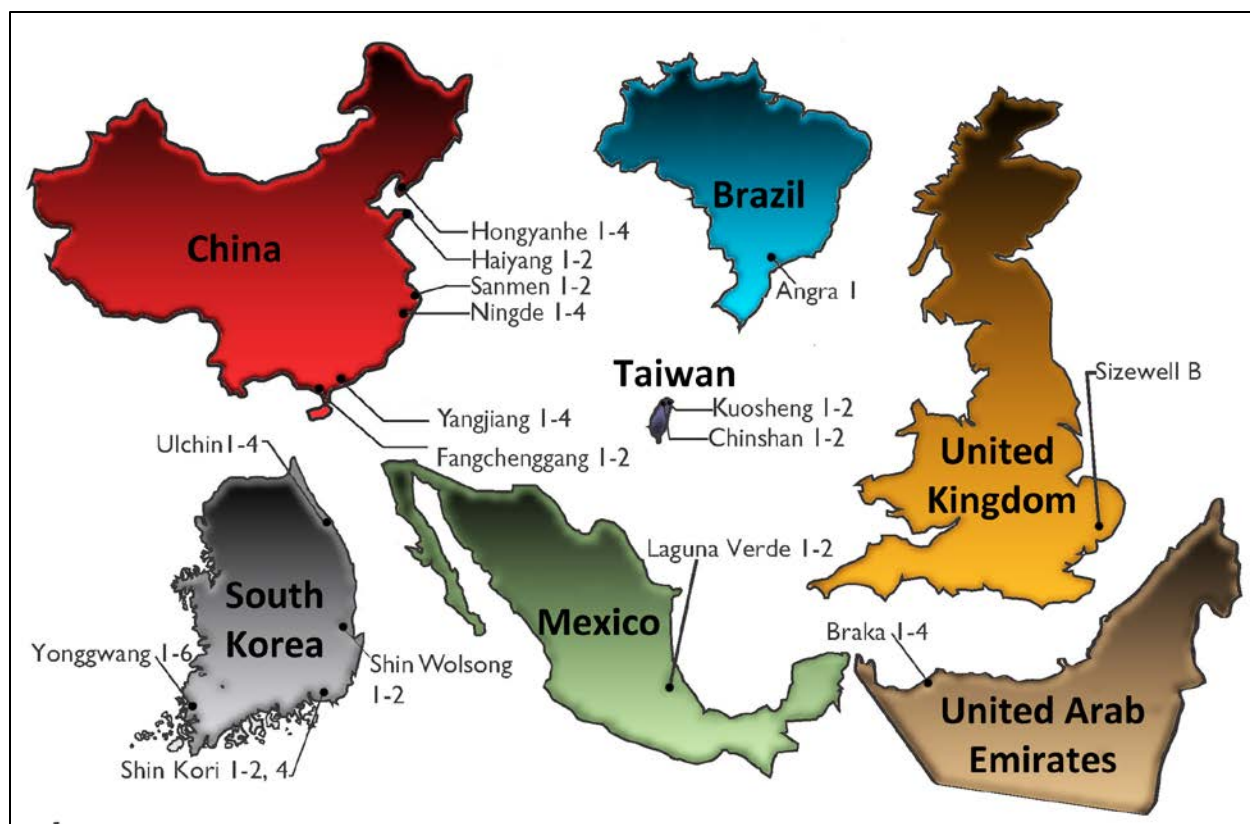 China
Hongyanhe 1-4
Haiyang 1-2
Sanmen 1-2
Ningde 1-4
Yangjiang 1-4
Fangchenggang 1-2
Brazil
Angra 1
Taiwan
Kuosheng 1-2
Chinshan 1-2
Sizewell B
United
Kingdom
Ulchin1-4
South
Korea
Yonggwang 1-6
Shin Wolsong
1-2
Shin Kori 1-2, 4
Laguna Verde 1-2
Mexico
Braka 1-4
United Arab
Emirates